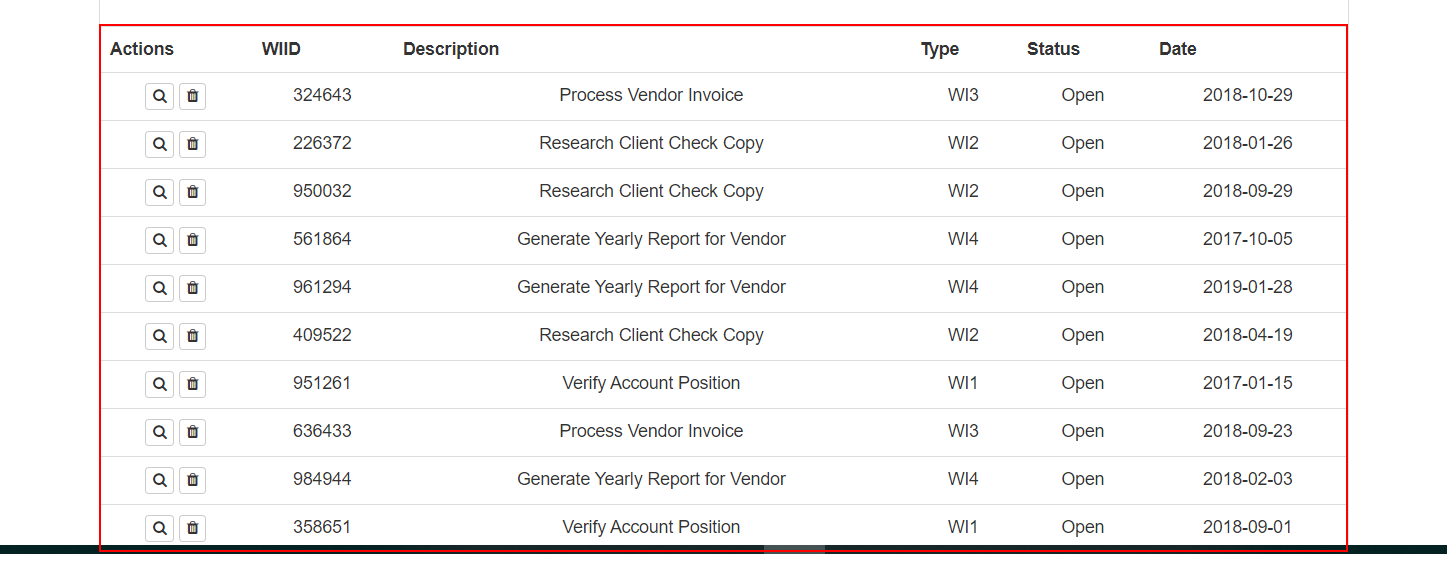 Actions WIID Description Type Status Date
324643 Process Vendor Invoice WI3 Open 2018-10-29
226372 Research Client Check Copy WI2 Open 2018-01-26
950032 Research Client Check Copy WI2 Open 2018-09-29
561864 Generate Yearly Report for Vendor WI4 Open 2017-10-05
961294 Generate Yearly Report for Vendor WI4 Open 2019-01-28
409522 Research Client Check Copy WI2 Open 2018-04-19
951261 Verify Account Position WI1 Open 2017-01-15
636433 Process Vendor Invoice WI3 Open 2018-09-23
984944 Generate Yearly Report for Vendor WI4 Open 2018-02-03
358651 Verify Account Position WI1 Open 2018-09-01